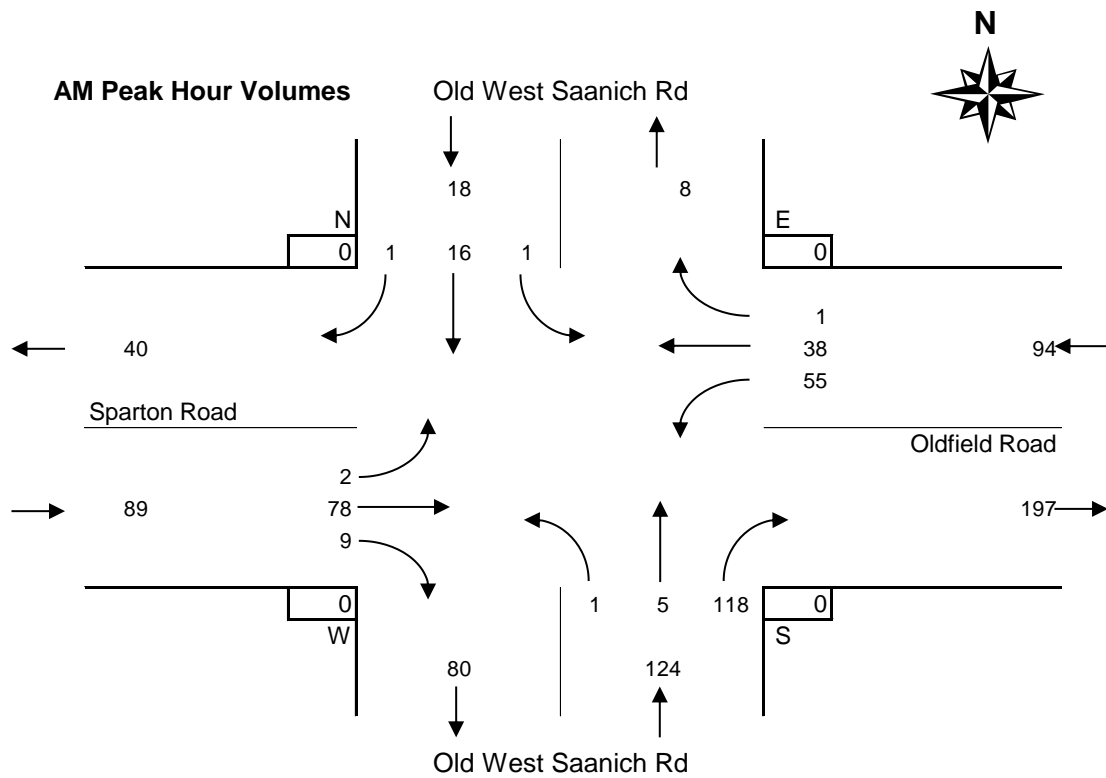 N
AM Peak Hour Volumes Old West Saanich Rd
18 8
N E
0 1 16 1 0
1
40 38 94
55
Sparton Road
Oldfield Road
2
89 78 197
9
0 1 5 118 0
W S
80 124
Old West Saanich Rd